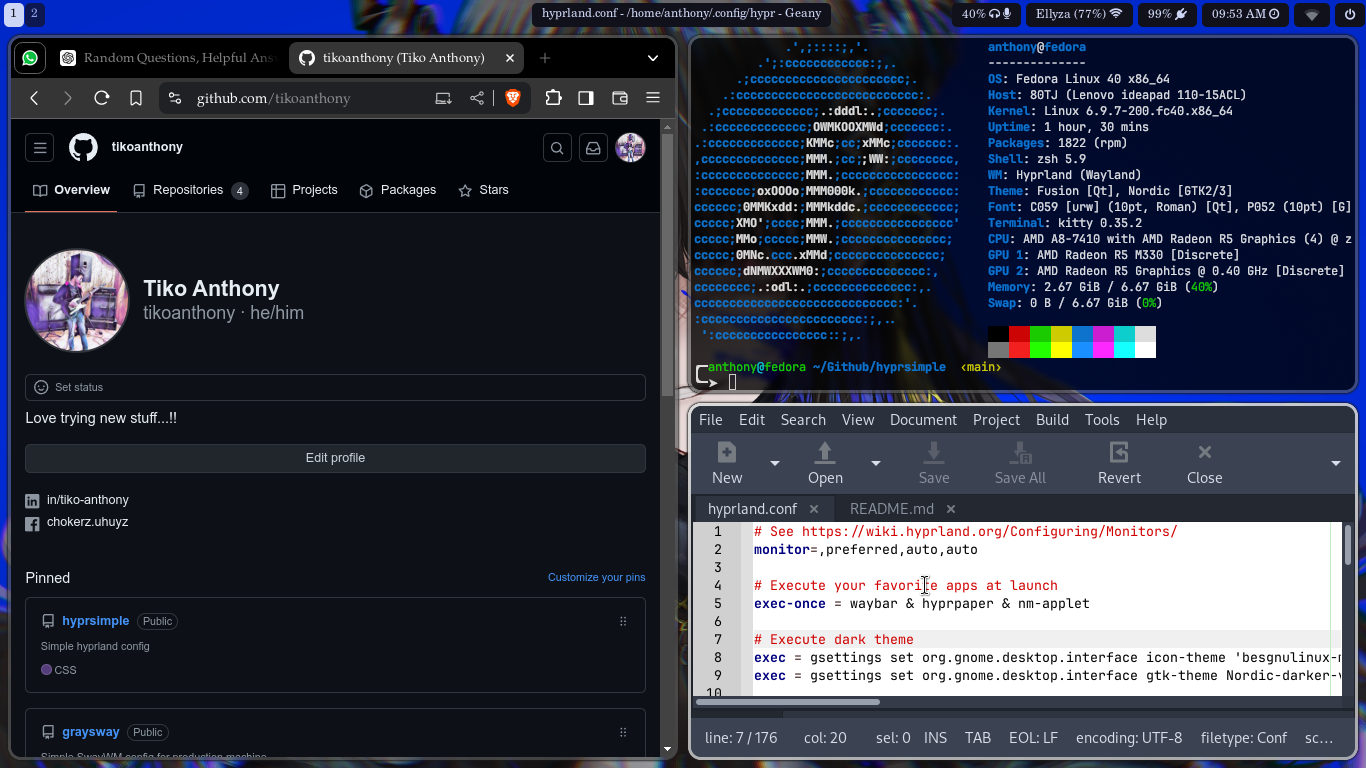 1 2
hyprland.conf - /home/anthony/.config/hypr - Geany
40% Ellyza (77%) 99% 09:53 AM
Random Questions, Helpful Ans
tikoanthony (Tiko Anthony)
github.com/tikoanthony
tikoanthony
Overview Repositories 4 Projects Packages Stars
Tiko Anthony
tikoanthony · he/him
Set status
Love trying new stuff...!!
Edit profile
in/tiko-anthony
chokerz.uhuyz
Pinned Customize your pins
hyprsimple Public
Simple hyprland config
CSS
graysway Public
Simple SwayWM config for production machine
anthony@fedora
--------------
OS: Fedora Linux 40 x86_64
Host: 80TJ (Lenovo ideapad 110-15ACL)
Kernel: Linux 6.9.7-200.fc40.x86_64
Uptime: 1 hour, 30 mins
Packages: 1822 (rpm)
Shell: zsh 5.9
WM: Hyprland (Wayland)
Theme: Fusion [Qt], Nordic [GTK2/3]
Font: C059 [urw] (10pt, Roman) [Qt], P052 (10pt) [G]
Terminal: kitty 0.35.2
CPU: AMD A8-7410 with AMD Radeon R5 Graphics (4) @ z
GPU 1: AMD Radeon R5 M330 [Discrete]
GPU 2: AMD Radeon R5 Graphics @ 0.40 GHz [Discrete]
Memory: 2.67 GiB / 6.67 GiB (40%)
Swap: 0 B / 6.67 GiB (0%)
anthony@fedora ~/Github/hyprsimple ‹main›
File Edit Search View Document Project Build Tools Help
New Open Save Save All Revert Close
hyprland.conf README.md
1 # See https://wiki.hyprland.org/Configuring/Monitors/
2 monitor=,preferred,auto,auto
3
4 # Execute your favorite apps at launch
5 exec-once = waybar & hyprpaper & nm-applet
6
7 # Execute dark theme
8 exec = gsettings set org.gnome.desktop.interface icon-theme 'besgnulinux-m
9 exec = gsettings set org.gnome.desktop.interface gtk-theme Nordic-darker-v
10
line: 7 / 176 col: 20 sel: 0 INS TAB EOL: LF encoding: UTF-8 filetype: Conf sc...